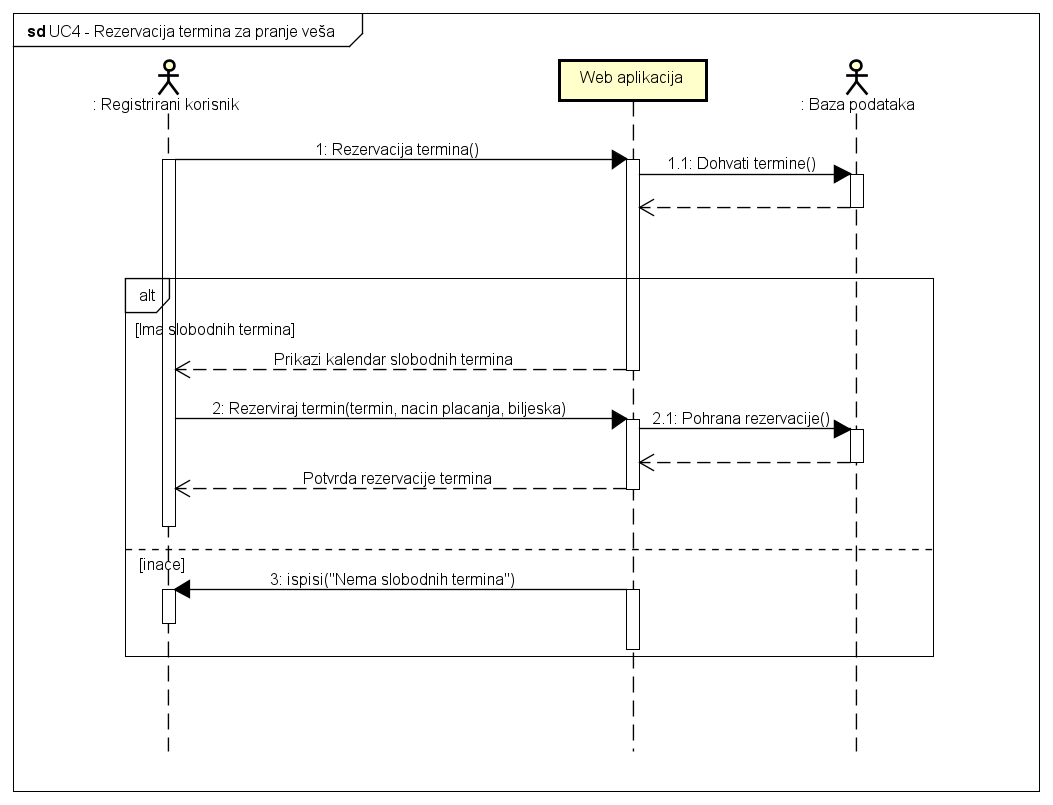 sd UC4 - Rezervacija termina za pranje veša
: Registrirani korisnik
Web aplikacija
: Baza podataka
1: Rezervacija termina()
1.1: Dohvati termine()
alt
[Ima slobodnih termina]
Prikazi kalendar slobodnih termina
2: Rezerviraj termin(termin, nacin placanja, biljeska)
2.1: Pohrana rezervacije()
Potvrda rezervacije termina
[inace]
3: ispisi("Nema slobodnih termina")